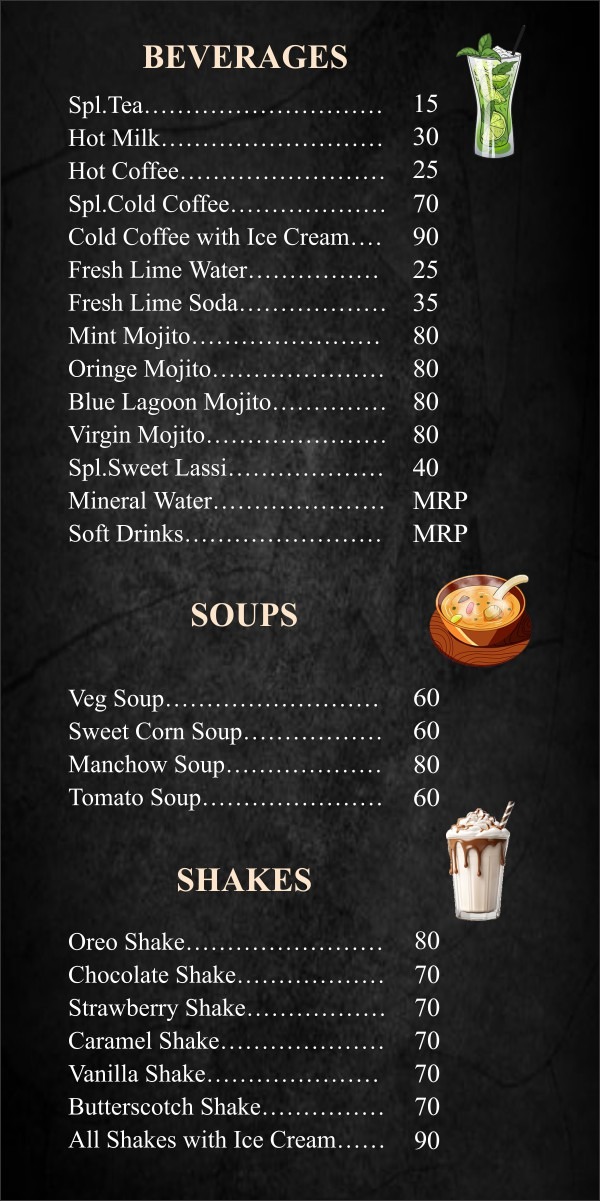 BEVERAGES
Spl.Tea.............................. 15
Hot Milk............................ 30
Hot Coffee.......................... 25
Spl.Cold Coffee.................... 70
Cold Coffee with Ice Cream.... 90
Fresh Lime Water................. 25
Fresh Lime Soda................... 35
Mint Mojito........................ 80
Oringe Mojito...................... 80
Blue Lagoon Mojito............... 80
Virgin Mojito....................... 80
Spl.Sweet Lassi.................... 40
Mineral Water...................... MRP
Soft Drinks......................... MRP
SOUPS
Veg Soup........................... 60
Sweet Corn Soup.................. 60
Manchow Soup.................... 80
Tomato Soup....................... 60
SHAKES
Oreo Shake......................... 80
Chocolate Shake................... 70
Strawberry Shake.................. 70
Caramel Shake..................... 70
Vanilla Shake...................... 70
Butterscotch Shake................ 70
All Shakes with Ice Cream...... 90